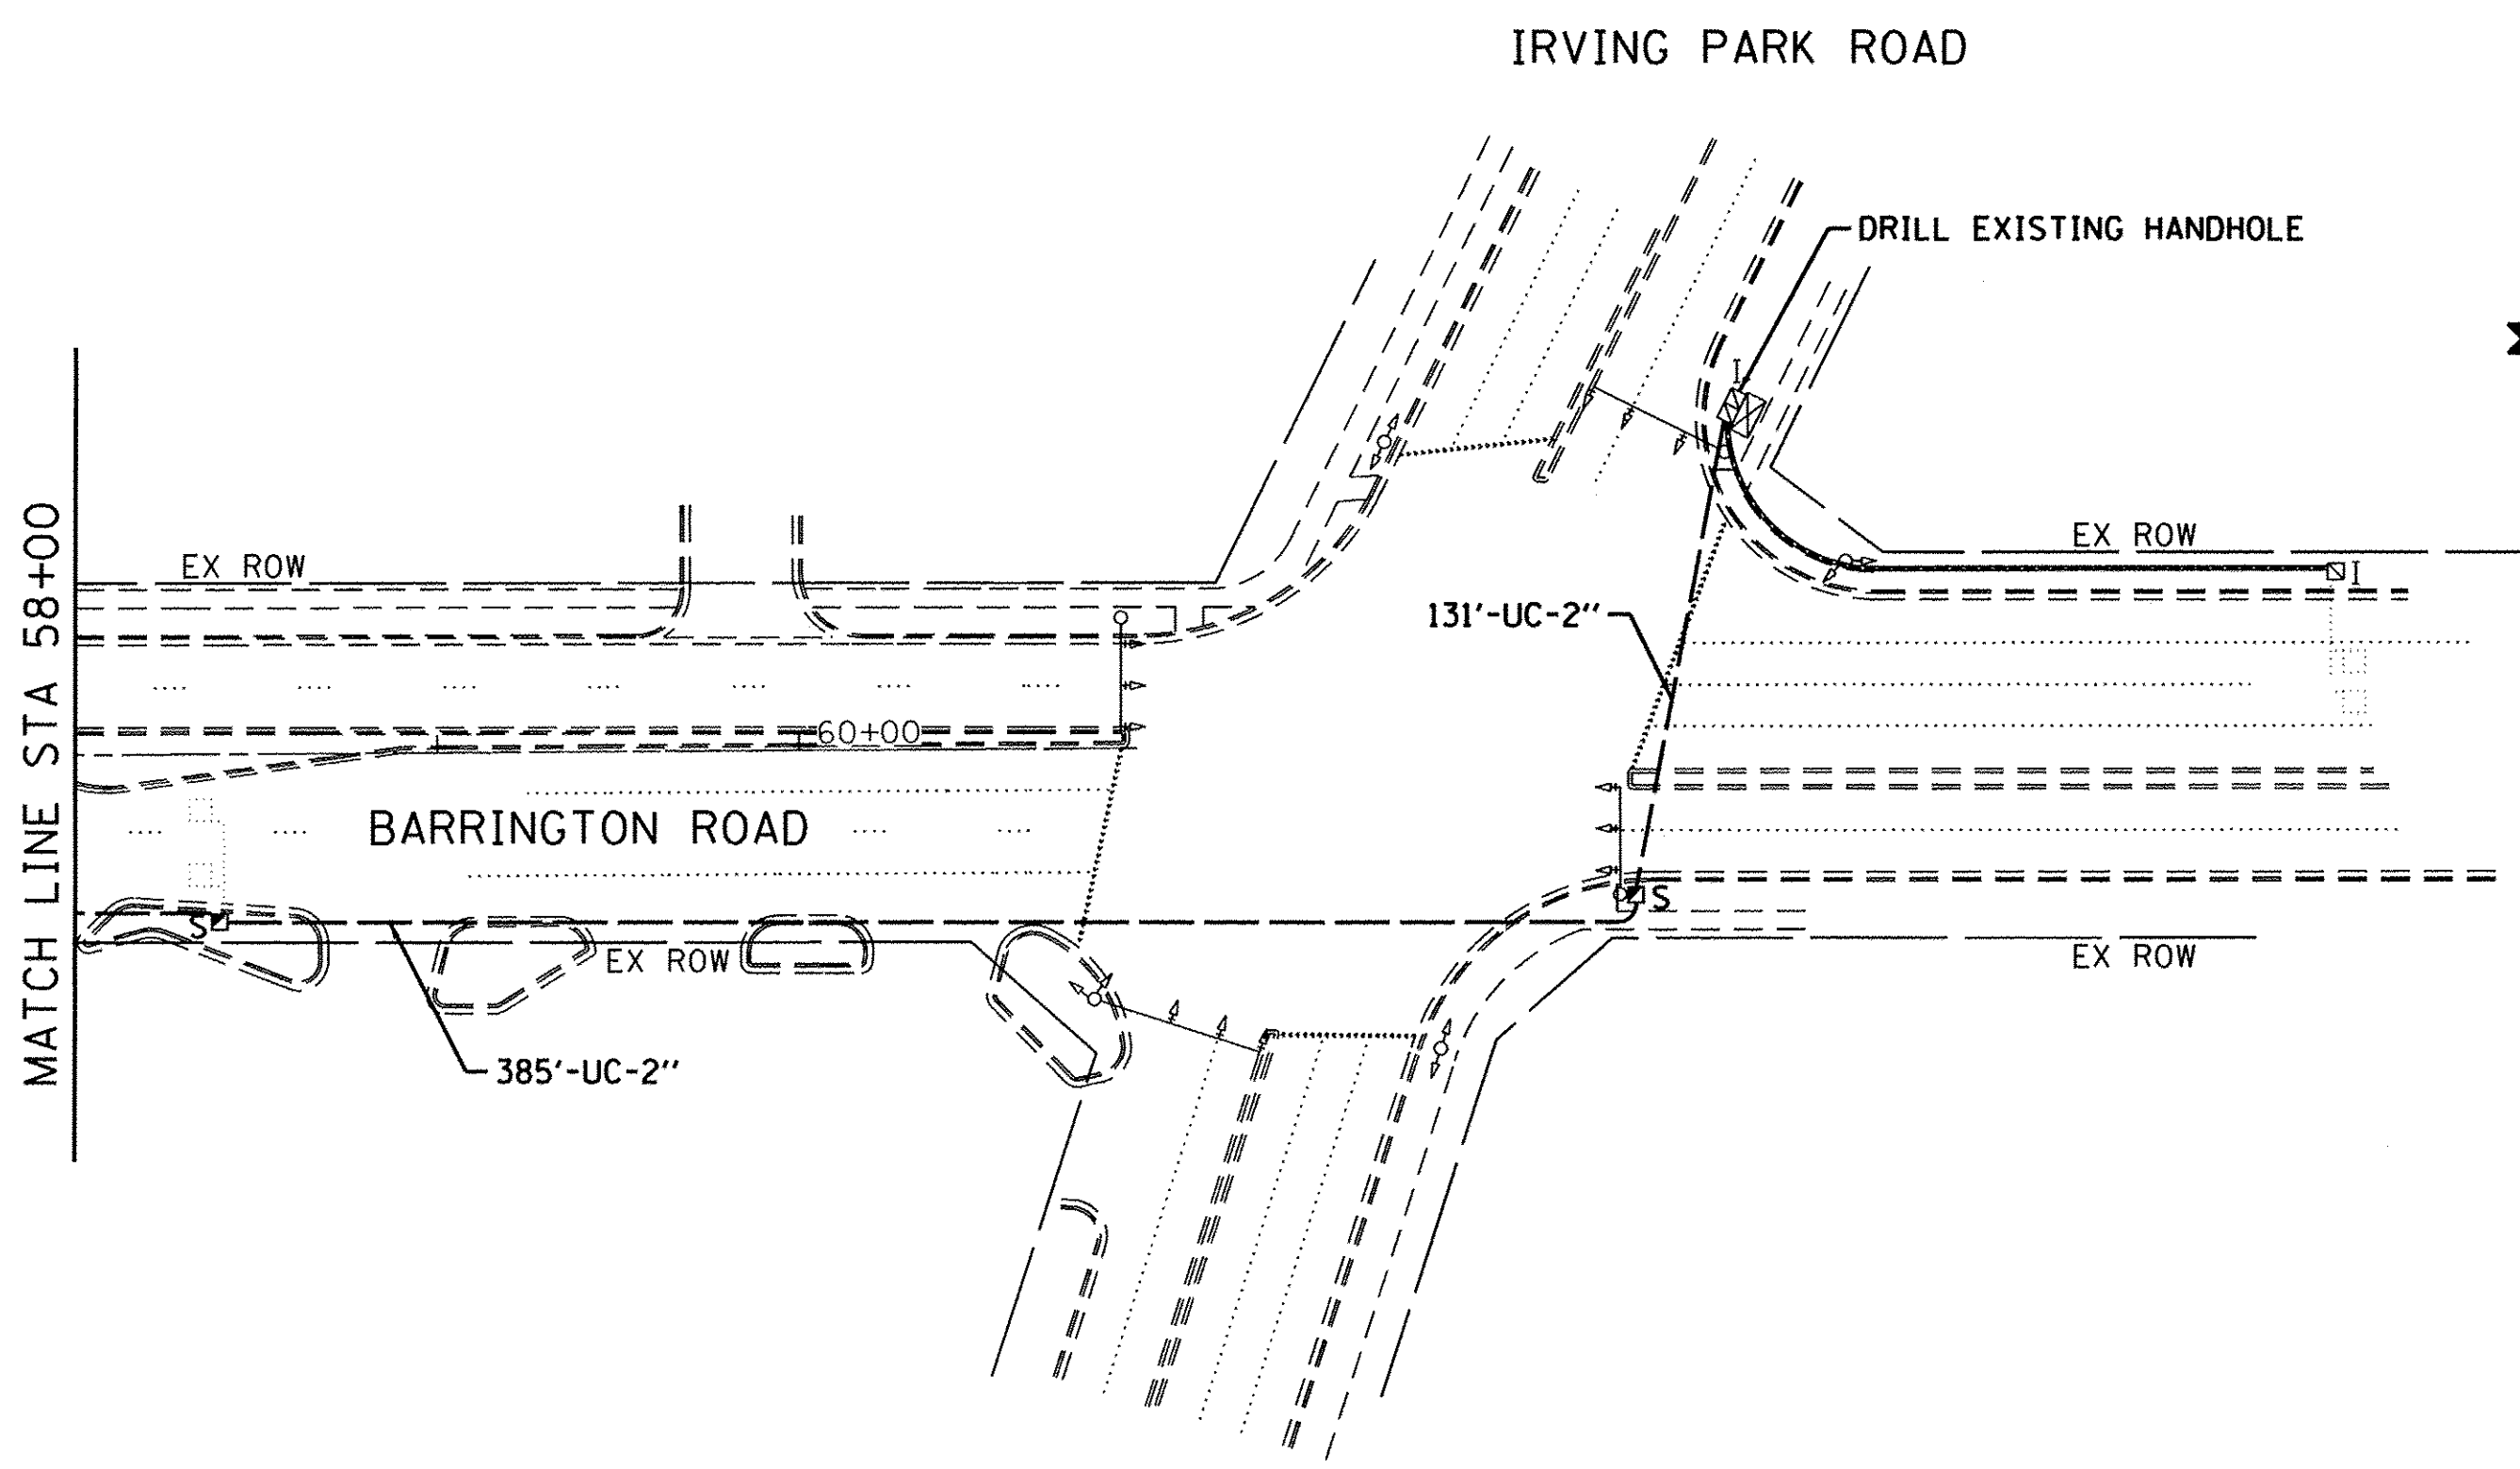 IRVING PARK ROAD
DRILL EXISTING HANDHOLE
I
EX ROW
EX ROW
I
131'-UC-2"
60+00
BARRINGTON ROAD
MATCH LINE STA 58+00
S
S
EX ROW
EX ROW
385'-UC-2"